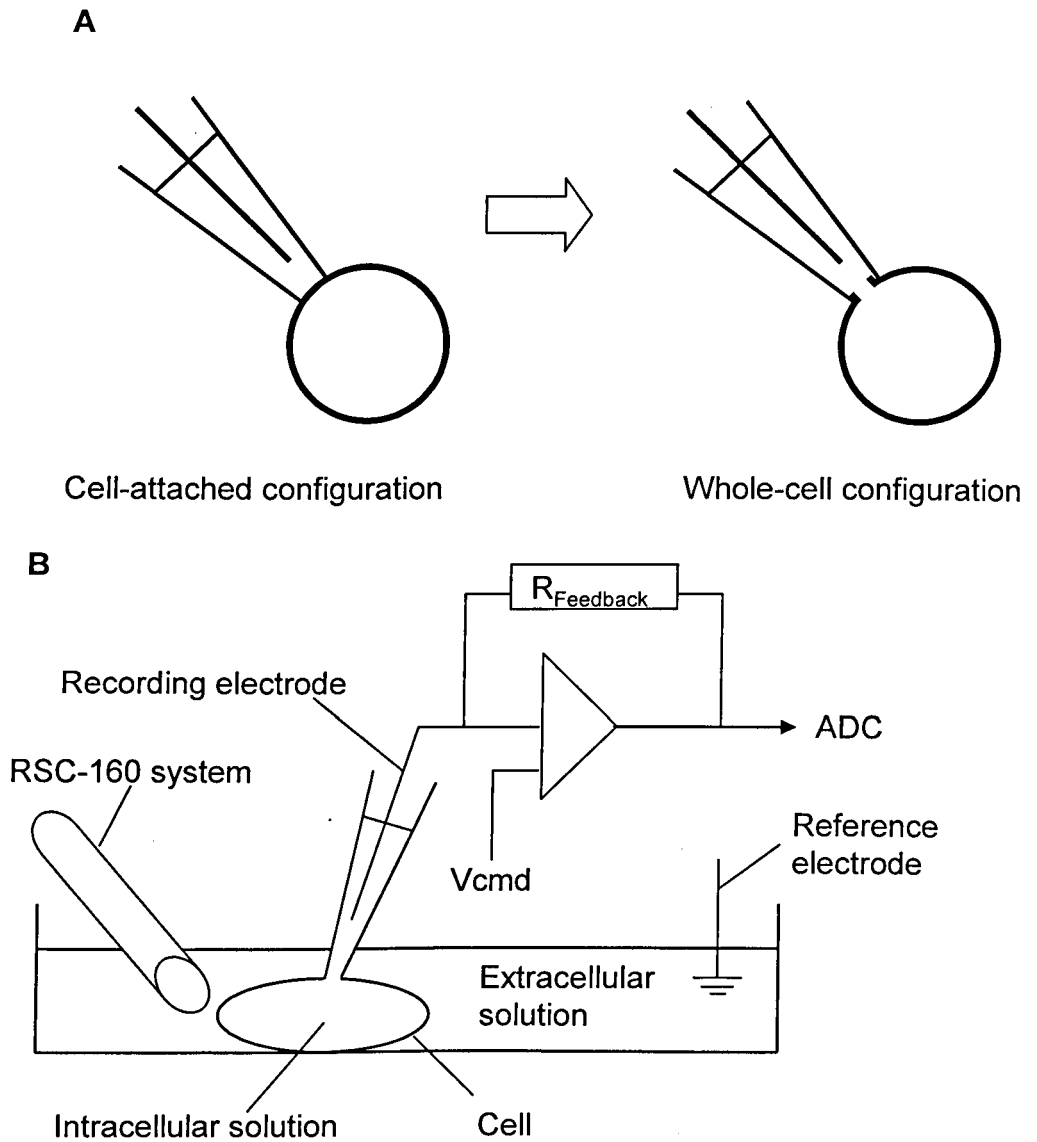 A
Cell-attached configuration
Whole-cell configuration
B
RFeedback
Recording electrode
ADC
RSC-160 system
Reference
electrode
Vcmd
Extracellular
solution
Intracellular solution
Cell